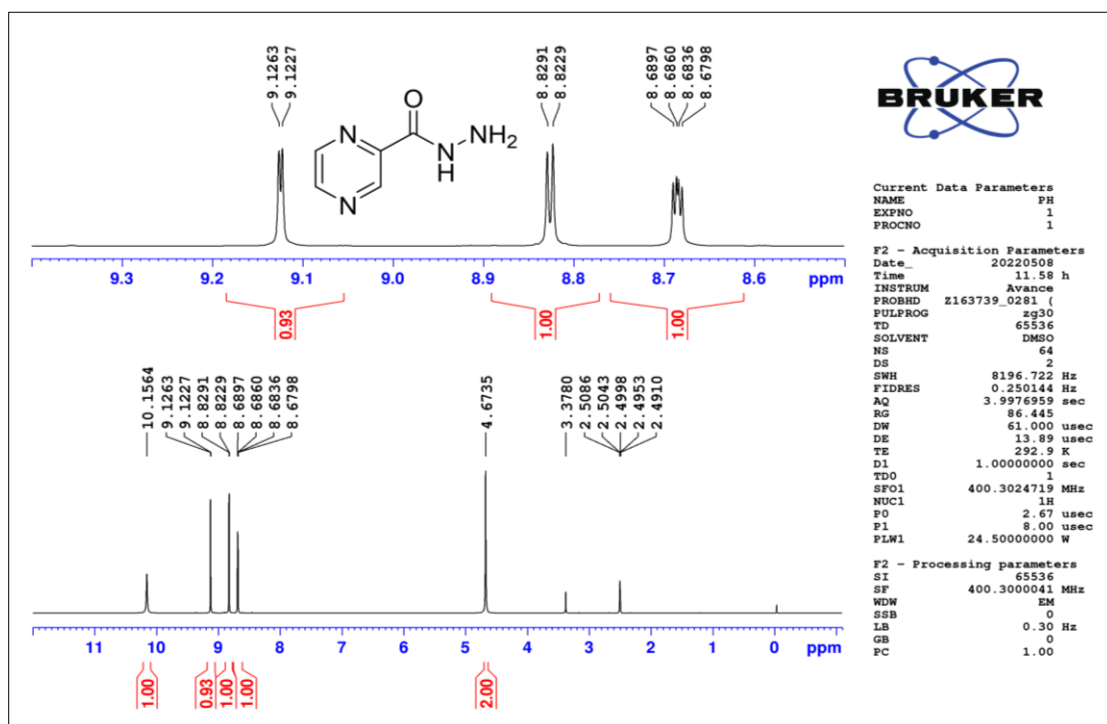 9.1263
9.1227
8.8291
8.8229
8.6897
8.6860
8.6836
8.6798
O
N
N
N
H
NH2
9.3 9.2 9.1 9.0 8.9 8.8 8.7 8.6 ppm
0.93
1.00
1.00
10.1564
9.1263
9.1227
8.8291
8.8229
8.6897
8.6860
8.6836
8.6798
4.6735
3.3780
2.5086
2.5043
2.4998
2.4953
2.4910
11 10 9 8 7 6 5 4 3 2 1 0 ppm
1.00
0.93
1.00
1.00
2.00
BRUKER
Current Data Parameters
NAME PH
EXPNO 1
PROCNO 1
F2 - Acquisition Parameters
Date_ 20220508
Time 11.58 h
INSTRUM Avance
PROBHD Z163739_0281 (
PULPROG zg30
TD 65536
SOLVENT DMSO
NS 64
DS 2
SWH 8196.722 Hz
FIDRES 0.250144 Hz
AQ 3.9976959 sec
RG 86.445
DW 61.000 usec
DE 13.89 usec
TE 292.9 K
D1 1.00000000 sec
TD0 1
SFO1 400.3024719 MHz
NUC1 1H
P0 2.67 usec
P1 8.00 usec
PLW1 24.50000000 W
F2 - Processing parameters
SI 65536
SF 400.3000041 MHz
WDW EM
SSB 0
LB 0.30 Hz
GB 0
PC 1.00